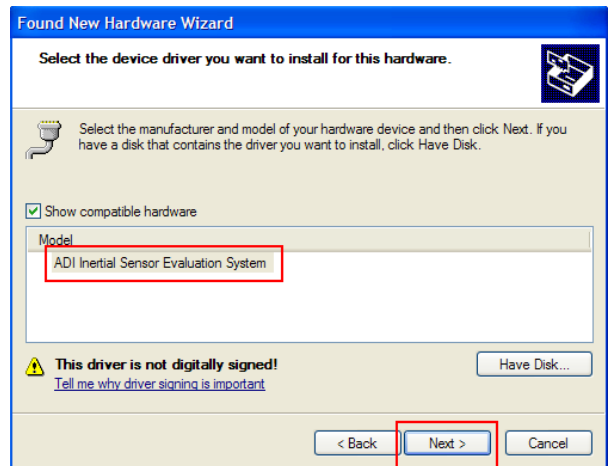 Found New Hardware Wizard
Select the device driver you want to install for this hardware.
Select the manufacturer and model of your hardware device and then click Next. If you
have a disk that contains the driver you want to install, click Have Disk.
Show compatible hardware
Model
ADI Inertial Sensor Evaluation System
This driver is not digitally signed!
Tell me why driver signing is important
Have Disk...
< Back
Next >
Cancel